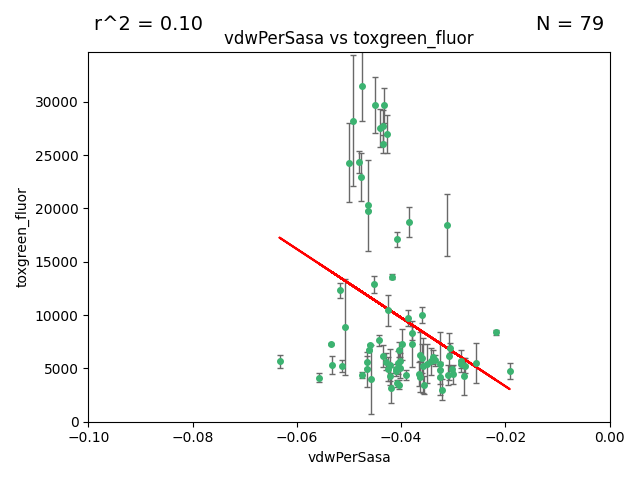 r^2 = 0.10
N = 79
vdwPerSasa vs toxgreen_fluor
toxgreen_fluor
30000
25000
20000
15000
10000
5000
0
−0.10
−0.08
−0.06
−0.04
−0.02
0.00
vdwPerSasa